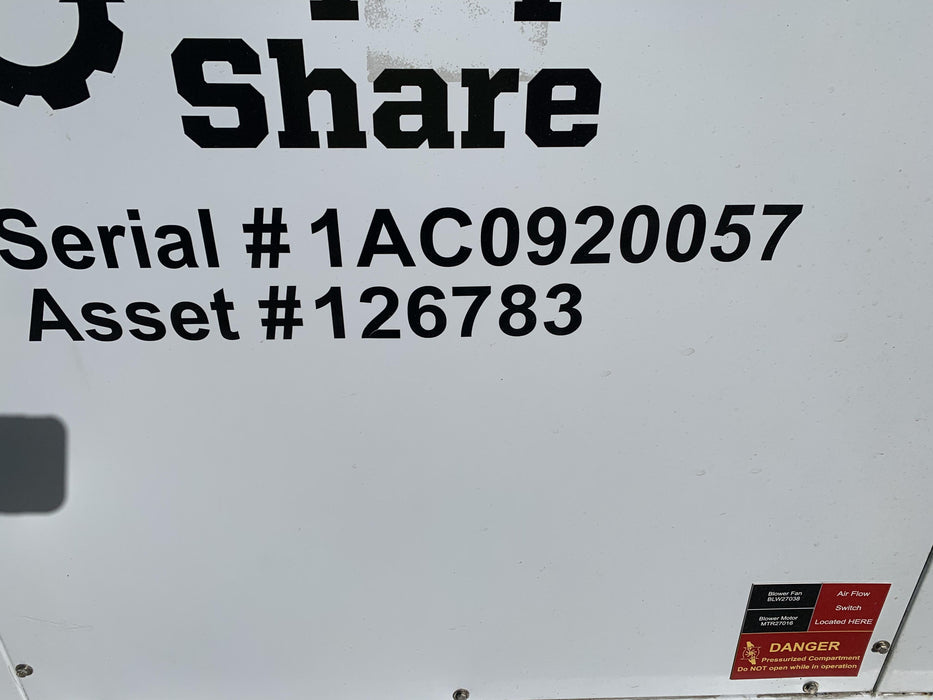 Share
Serial # 1AC0920057
Asset #126783
Blower Fan
BLW27038
Blower Motor
MTR27016
Air Flow
Switch
Located HERE
DANGER
Pressurized Compartment
Do NOT open while in operation